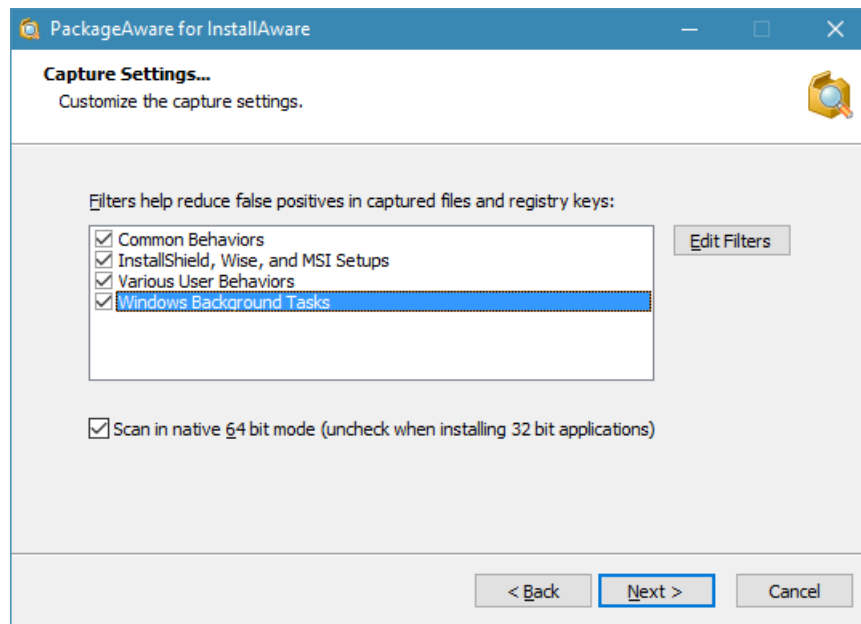 PackageAware for InstallAware
Capture Settings...
Customize the capture settings.
Filters help reduce false positives in captured files and registry keys:
Common Behaviors
InstallShield, Wise, and MSI Setups
Various User Behaviors
Windows Background Tasks
Edit Filters
Scan in native 64 bit mode (uncheck when installing 32 bit applications)
< Back
Next >
Cancel